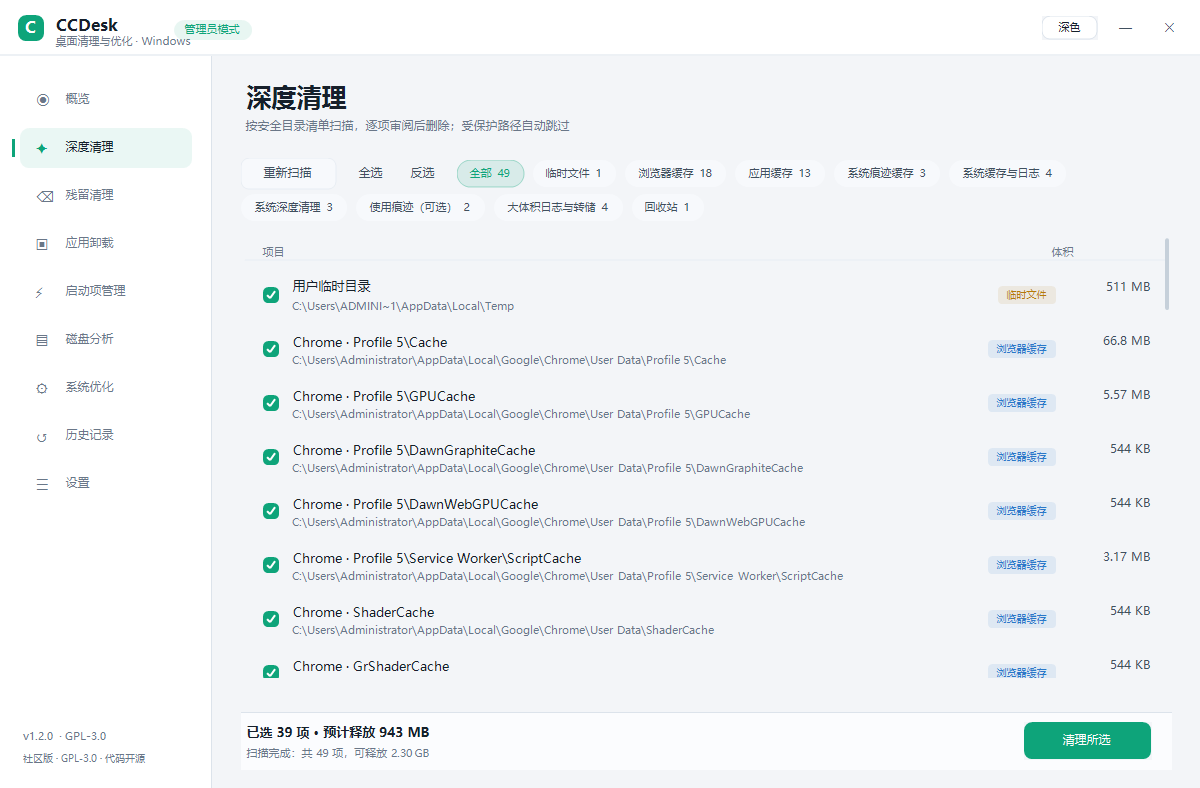 C
CCDesk
桌面清理与优化 · Windows
管理员模式
深色
概览
深度清理
残留清理
应用卸载
启动项管理
磁盘分析
系统优化
历史记录
设置
v1.2.0 · GPL-3.0
社区版 · GPL-3.0 · 代码开源
深度清理
按安全目录清单扫描，逐项审阅后删除；受保护路径自动跳过
重新扫描 全选 反选 全部 49 临时文件 1 浏览器缓存 18 应用缓存 13 系统痕迹缓存 3 系统缓存与日志 4
系统深度清理 3 使用痕迹（可选） 2 大体积日志与转储 4 回收站 1
项目 体积
用户临时目录
C:\Users\ADMINI~1\AppData\Local\Temp
临时文件 511 MB
Chrome · Profile 5\Cache
C:\Users\Administrator\AppData\Local\Google\Chrome\User Data\Profile 5\Cache
浏览器缓存 66.8 MB
Chrome · Profile 5\GPUCache
C:\Users\Administrator\AppData\Local\Google\Chrome\User Data\Profile 5\GPUCache
浏览器缓存 5.57 MB
Chrome · Profile 5\DawnGraphiteCache
C:\Users\Administrator\AppData\Local\Google\Chrome\User Data\Profile 5\DawnGraphiteCache
浏览器缓存 544 KB
Chrome · Profile 5\DawnWebGPUCache
C:\Users\Administrator\AppData\Local\Google\Chrome\User Data\Profile 5\DawnWebGPUCache
浏览器缓存 544 KB
Chrome · Profile 5\Service Worker\ScriptCache
C:\Users\Administrator\AppData\Local\Google\Chrome\User Data\Profile 5\Service Worker\ScriptCache
浏览器缓存 3.17 MB
Chrome · ShaderCache
C:\Users\Administrator\AppData\Local\Google\Chrome\User Data\ShaderCache
浏览器缓存 544 KB
Chrome · GrShaderCache
浏览器缓存 544 KB
已选 39 项 • 预计释放 943 MB
扫描完成：共 49 项，可释放 2.30 GB
清理所选